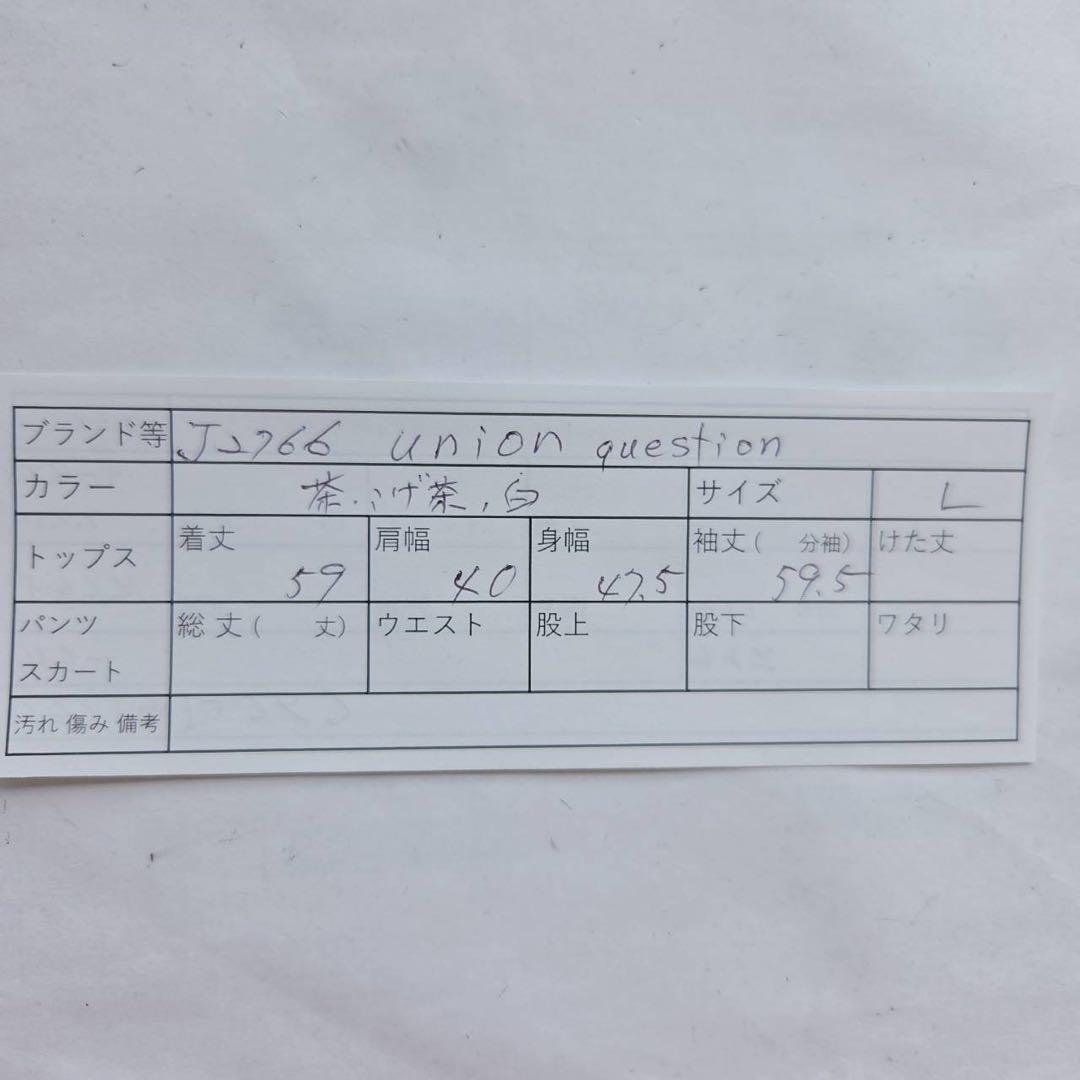 ブランド等 J2766 union question
カラー 茶.こげ茶,白 サイズ L
トップス 着丈 59 肩幅 40 身幅 47.5 袖丈( 分袖) 59.5 けた丈
パンツ スカート 総丈( 丈) ウエスト 股上 股下 ワタリ
汚れ 傷み 備考